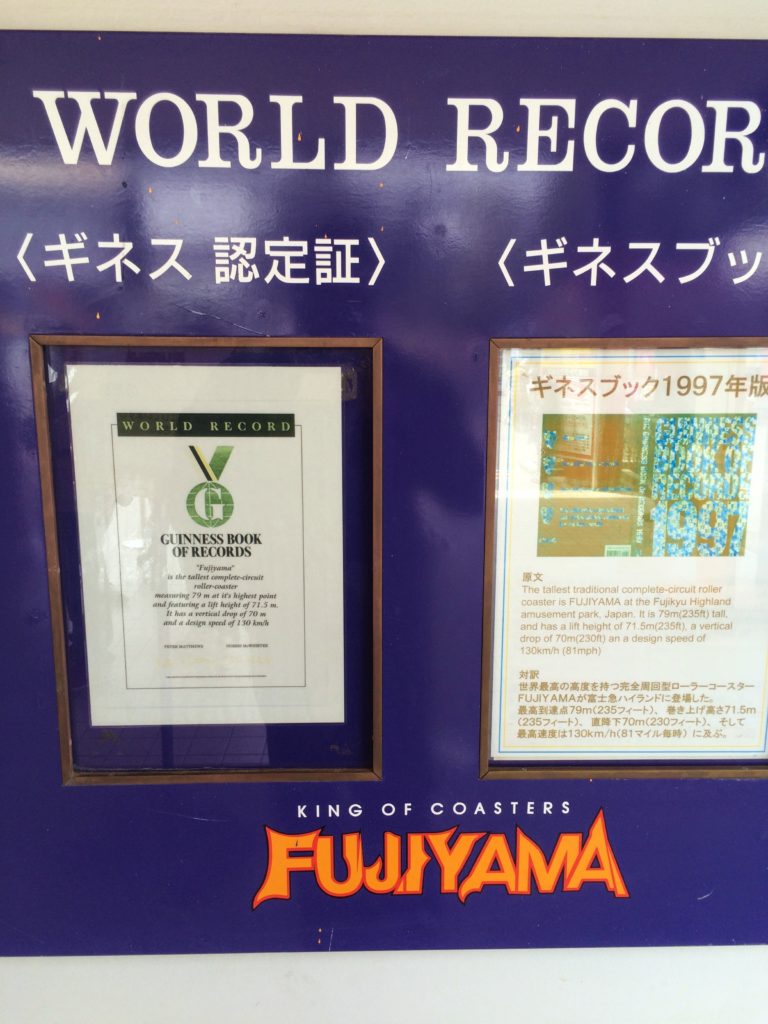 WORLD RECOR
〈ギネス 認定証〉
〈ギネスブッ
WORLD RECORD
G
GUINNESS BOOK
OF RECORDS
"Fujiyama"
is the tallest complete-circuit
roller-coaster
measuring 79 m at it's highest point
and featuring a lift height of 71.5 m.
It has a vertical drop of 70 m
and a design speed of 130 km/h
PETER MATTHEWS NORRIS McWHIRTER
ギネスブック1997年版
1997
原文
The tallest traditional complete-circuit roller
coaster is FUJIYAMA at the Fujikyu Highland
amusement park, Japan. It is 79m(235ft) tall,
and has a lift height of 71.5m(235ft), a vertical
drop of 70m(230ft) an a design speed of
130km/h (81mph)
対訳
世界最高の高度を持つ完全周回型ローラーコースター
FUJIYAMAが富士急ハイランドに登場した。
最高到達点79m(235フィート)、 巻き上げ高さ71.5m
(235フィート)、 直降下70m(230フィート)、 そして
最高速度は130km/h(81マイル毎時) に及ぶ。
KING OF COASTERS
FUJIYAMA